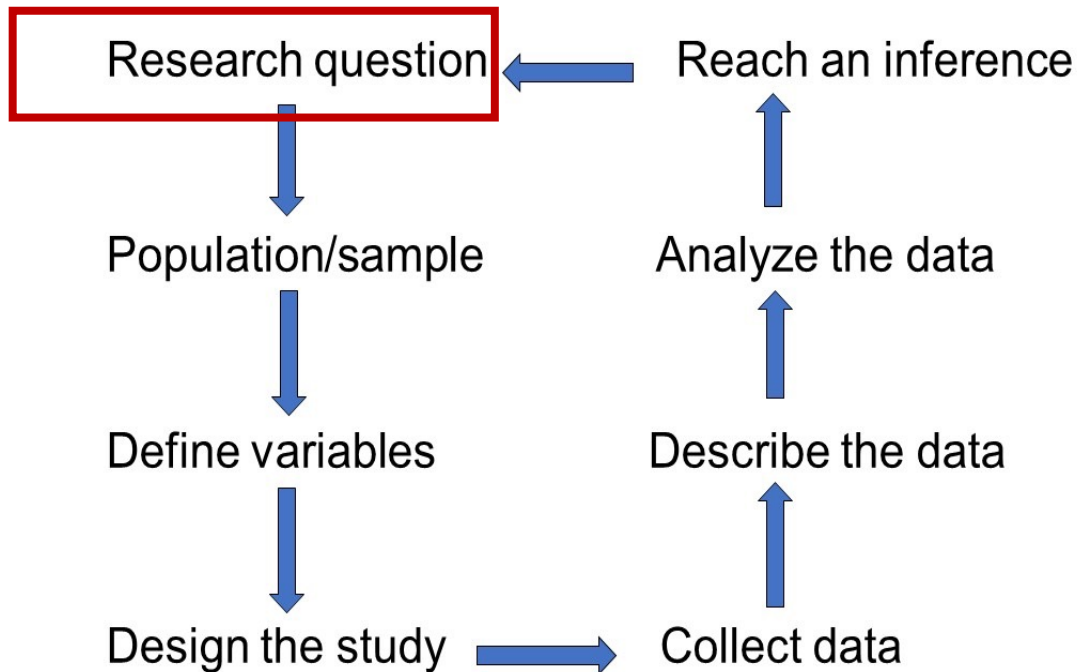 Research question
Reach an inference
Population/sample
Analyze the data
Define variables
Describe the data
Design the study
Collect data